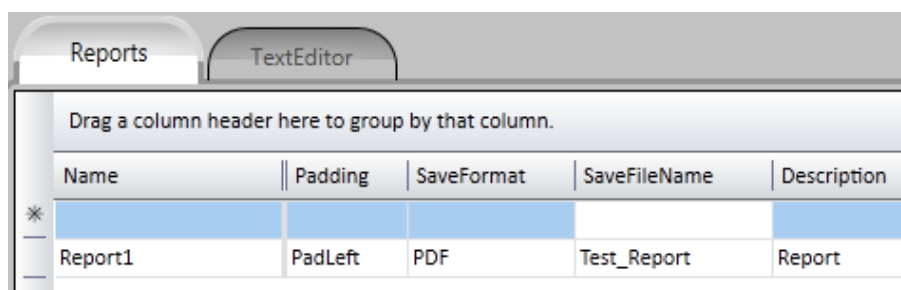 Reports TextEditor
Drag a column header here to group by that column.
Name Padding SaveFormat SaveFileName Description
Report1 PadLeft PDF Test_Report Report